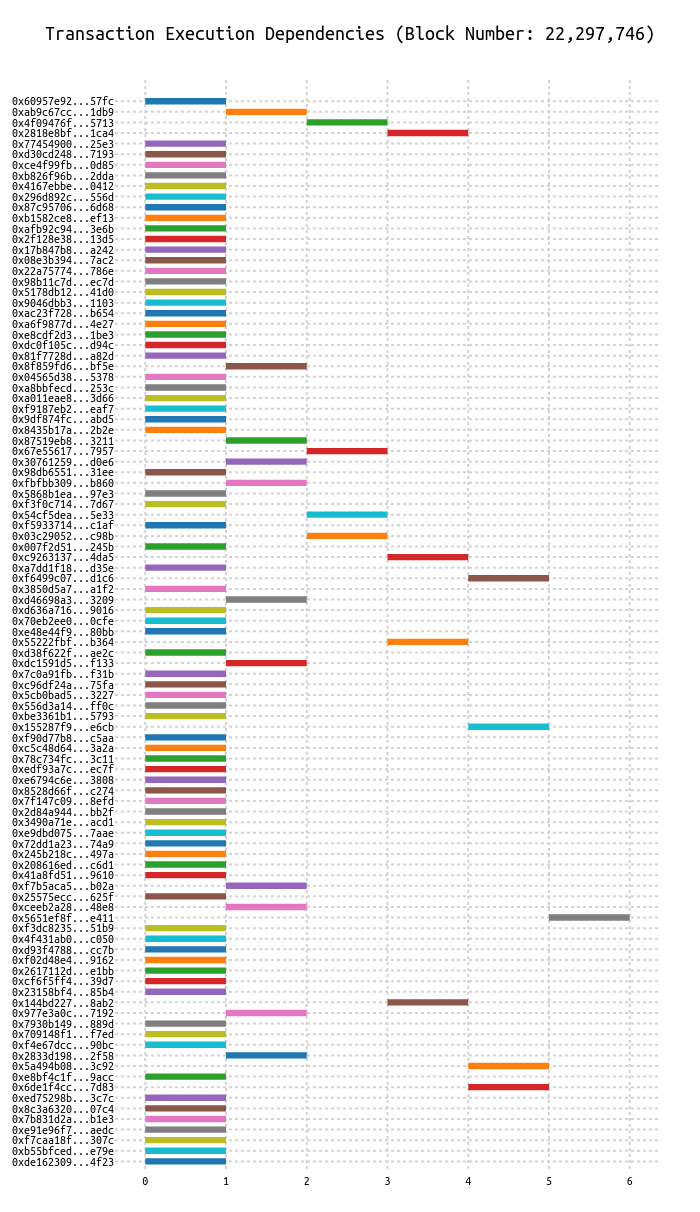 Transaction Execution Dependencies (Block Number: 22,297,746)
0x60957e92...57fc
0xab9c67cc...1db9
0x4f09476f...5713
0x2818e8bf...1ca4
0x77454900...25e3
0xd30cd248...7193
0xce4f99fb...0d85
0xb826f96b...2dda
0x4167ebbe...0412
0x296d892c...556d
0x87c95706...6d68
0xb1582ce8...ef13
0xafb92c94...3e6b
0x2f128e38...13d5
0x17b847b8...a242
0x08e3b394...7ac2
0x22a75774...786e
0x98b11c7d...ec7d
0x5178db12...41d0
0x9046dbb3...1103
0xac23f728...b654
0xa6f9877d...4e27
0xe8cdf2d3...1be3
0xdc0f105c...d94c
0x81f7728d...a82d
0x8f859fd6...bf5e
0x04565d38...5378
0xa8bbfecd...253c
0xa011eae8...3d66
0xf9187eb2...eaf7
0x9df874fc...abd5
0x8435b17a...2b2e
0x87519eb8...3211
0x67e55617...7957
0x30761259...d0e6
0x98db6551...31ee
0xfbfbb309...b860
0x5868b1ea...97e3
0xf3f0c714...7d67
0x54cf5dea...5e33
0xf5933714...c1af
0x03c29052...c98b
0x007f2d51...245b
0xc9263137...4da5
0xa7dd1f18...d35e
0xf6499c07...d1c6
0x3850d5a7...a1f2
0xd46698a3...3209
0xd636a716...9016
0x70eb2ee0...0cfe
0xe48e44f9...80bb
0x55222fbf...b364
0xd38f622f...ae2c
0xdc1591d5...f133
0x7c0a91fb...f31b
0xc96df24a...75fa
0x5cb0bad5...3227
0x556d3a14...ff0c
0xbe3361b1...5793
0x155287f9...e6cb
0xf90d77b8...c5aa
0xc5c48d64...3a2a
0x78c734fc...3c11
0xedf93a7c...ec7f
0xe6794c6e...3808
0x8528d66f...c274
0x7f147c09...8efd
0x2d84a944...bb2f
0x3490a71e...acd1
0xe9dbd075...7aae
0x72dd1a23...74a9
0x245b218c...497a
0x208616ed...c6d1
0x41a8fd51...9610
0xf7b5aca5...b02a
0x25575ecc...625f
0xceeb2a28...48e8
0x5651ef8f...e411
0xf3dc8235...51b9
0x4f431ab0...c050
0xd93f4788...cc7b
0xf02d48e4...9162
0x2617112d...e1bb
0xcf6f5ff4...39d7
0x23158bf4...85b4
0x144bd227...8ab2
0x977e3a0c...7192
0x7930b149...889d
0x709148f1...f7ed
0xf4e67dcc...90bc
0x2833d198...2f58
0x5a494b08...3c92
0xe8bf4c1f...9acc
0x6de1f4cc...7d83
0xed75298b...3c7c
0x8c3a6320...07c4
0x7b831d2a...b1e3
0xe91e96f7...aedc
0xf7caa18f...307c
0xb55bfced...e79e
0xde162309...4f23
0 1 2 3 4 5 6